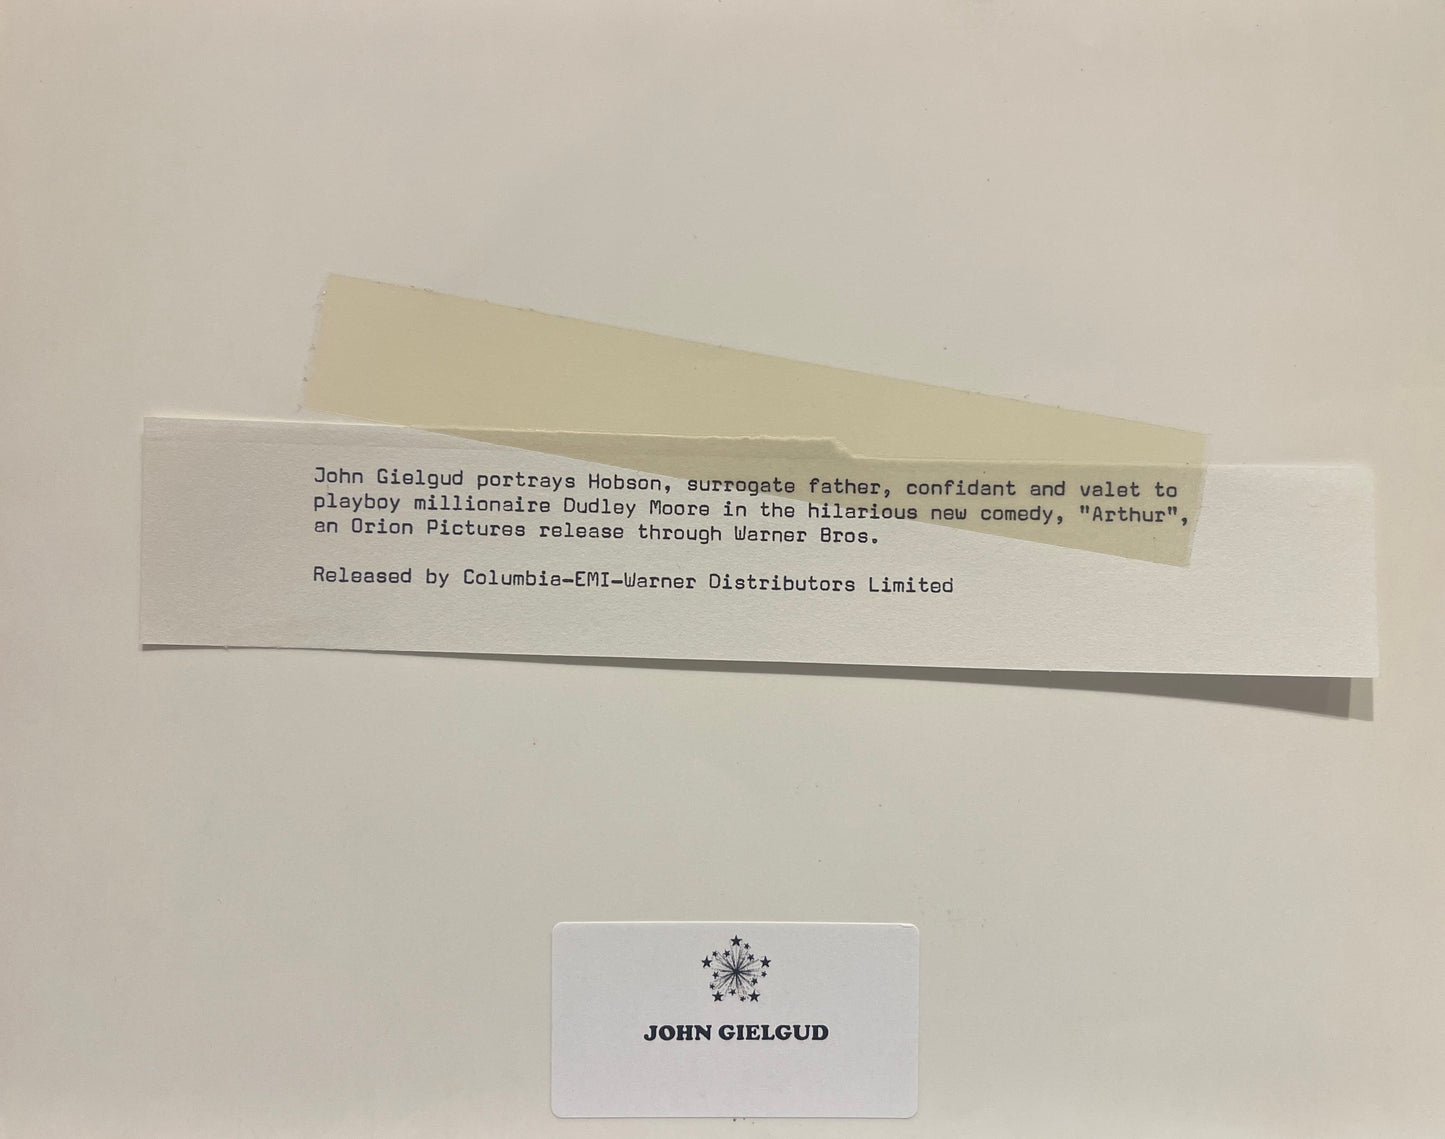 John Gielgud portrays Hobson, surrogate father, confidant and valet to
playboy millionaire Dudley Moore in the hilarious new comedy, "Arthur",
an Orion Pictures release through Warner Bros.
Released by Columbia-EMI-Warner Distributors Limited
JOHN GIELGUD